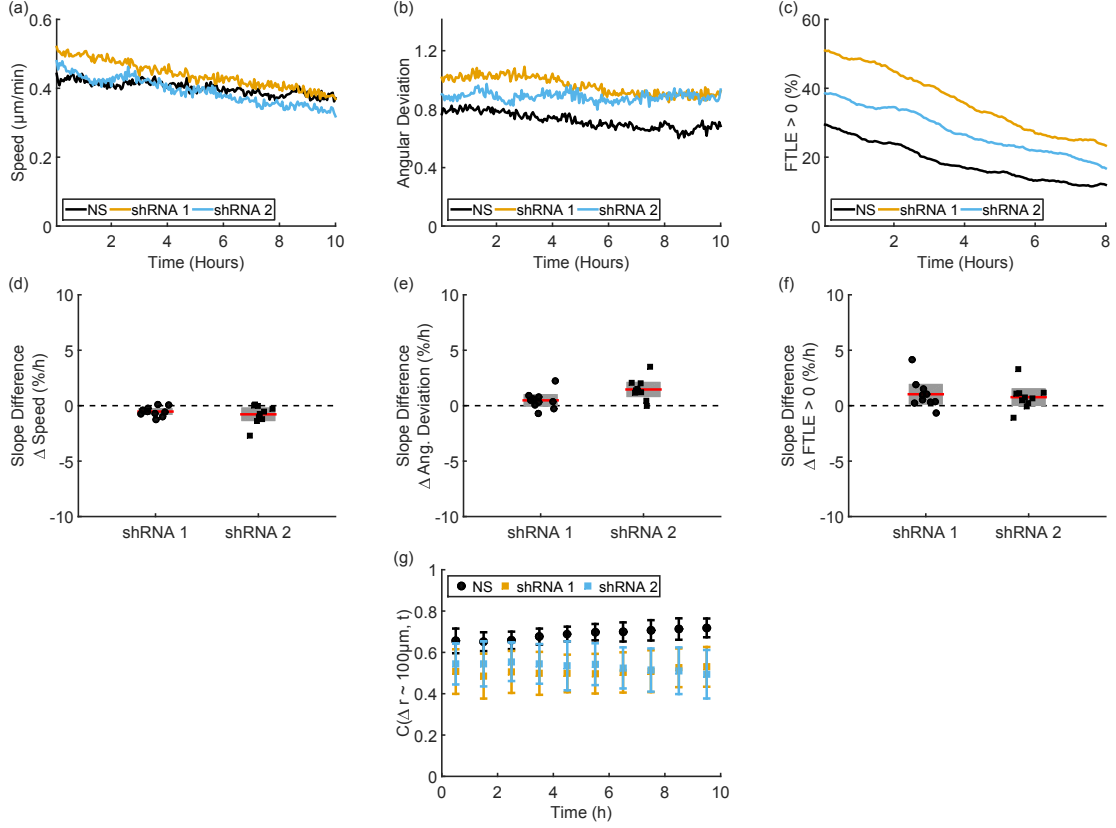 (a)
0.6
0.4
0.2
0
Speed (μm/min)
NS shRNA 1 shRNA 2
2 4 6 8 10
Time (Hours)
(b)
1.2
0.8
0.4
0
Angular Deviation
NS shRNA 1 shRNA 2
2 4 6 8 10
Time (Hours)
(c)
60
40
20
0
FTLE > 0 (%)
NS shRNA 1 shRNA 2
2 4 6 8
Time (Hours)
(d)
10
5
0
-5
-10
Slope Difference
Δ Speed (%/h)
shRNA 1 shRNA 2
(e)
10
5
0
-5
-10
Slope Difference
Δ Ang. Deviation (%/h)
shRNA 1 shRNA 2
(f)
10
5
0
-5
-10
Slope Difference
Δ FTLE > 0 (%/h)
shRNA 1 shRNA 2
(g)
1
0.8
0.6
0.4
0.2
0
C(Δ r ~ 100μm, t)
NS shRNA 1 shRNA 2
0 2 4 6 8 10
Time (h)